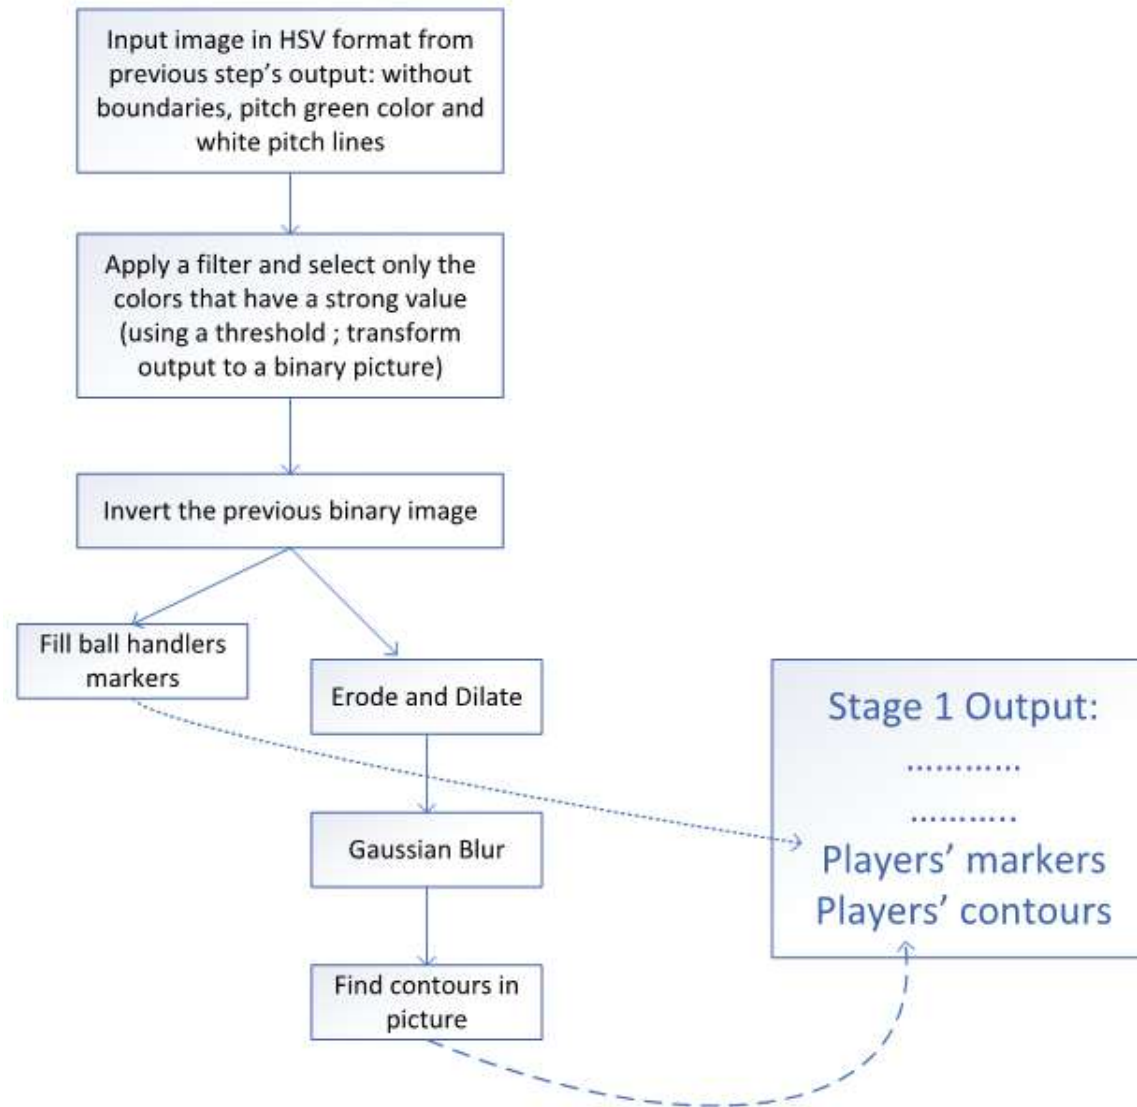 Input image in HSV format from
previous step's output: without
boundaries, pitch green color and
white pitch lines
Apply a filter and select only the
colors that have a strong value
(using a threshold ; transform
output to a binary picture)
Invert the previous binary image
Fill ball handlers
markers
Erode and Dilate
Gaussian Blur
Find contours in
picture
Stage 1 Output:
............
...........
Players' markers
Players' contours